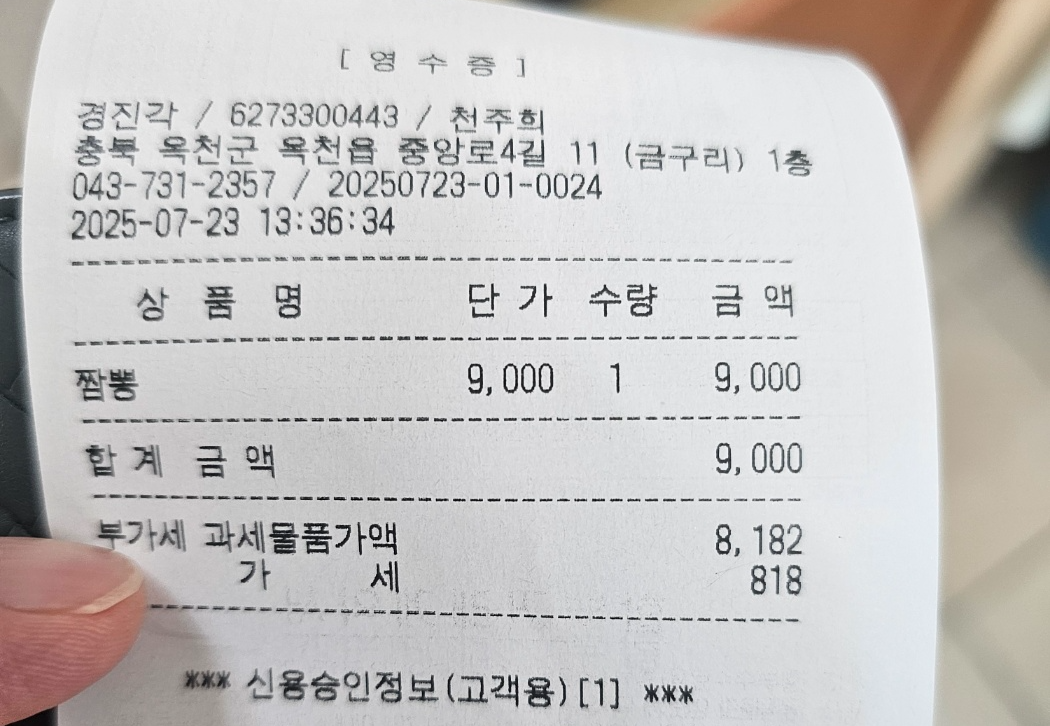 [ 영 수 증 ]
경진각 / 6273300443 / 천주희
충북 옥천군 옥천읍 중앙로4길 11 (금구리) 1층
043-731-2357 / 20250723-01-0024
2025-07-23 13:36:34
상 품 명 단 가 수량 금 액
짬뽕 9,000 1 9,000
합 계 금 액 9,000
부가세 과세물품가액 8,182
가 세 818
*** 신용승인정보(고객용)[1] ***